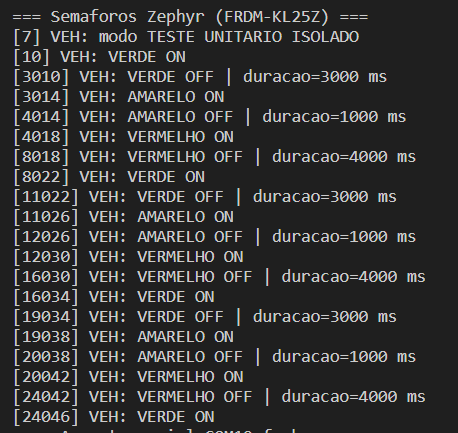 === Semaforos Zephyr (FRDM-KL25Z) ===
[7] VEH: modo TESTE UNITARIO ISOLADO
[10] VEH: VERDE ON
[3010] VEH: VERDE OFF | duracao=3000 ms
[3014] VEH: AMARELO ON
[4014] VEH: AMARELO OFF | duracao=1000 ms
[4018] VEH: VERMELHO ON
[8018] VEH: VERMELHO OFF | duracao=4000 ms
[8022] VEH: VERDE ON
[11022] VEH: VERDE OFF | duracao=3000 ms
[11026] VEH: AMARELO ON
[12026] VEH: AMARELO OFF | duracao=1000 ms
[12030] VEH: VERMELHO ON
[16030] VEH: VERMELHO OFF | duracao=4000 ms
[16034] VEH: VERDE ON
[19034] VEH: VERDE OFF | duracao=3000 ms
[19038] VEH: AMARELO ON
[20038] VEH: AMARELO OFF | duracao=1000 ms
[20042] VEH: VERMELHO ON
[24042] VEH: VERMELHO OFF | duracao=4000 ms
[24046] VEH: VERDE ON